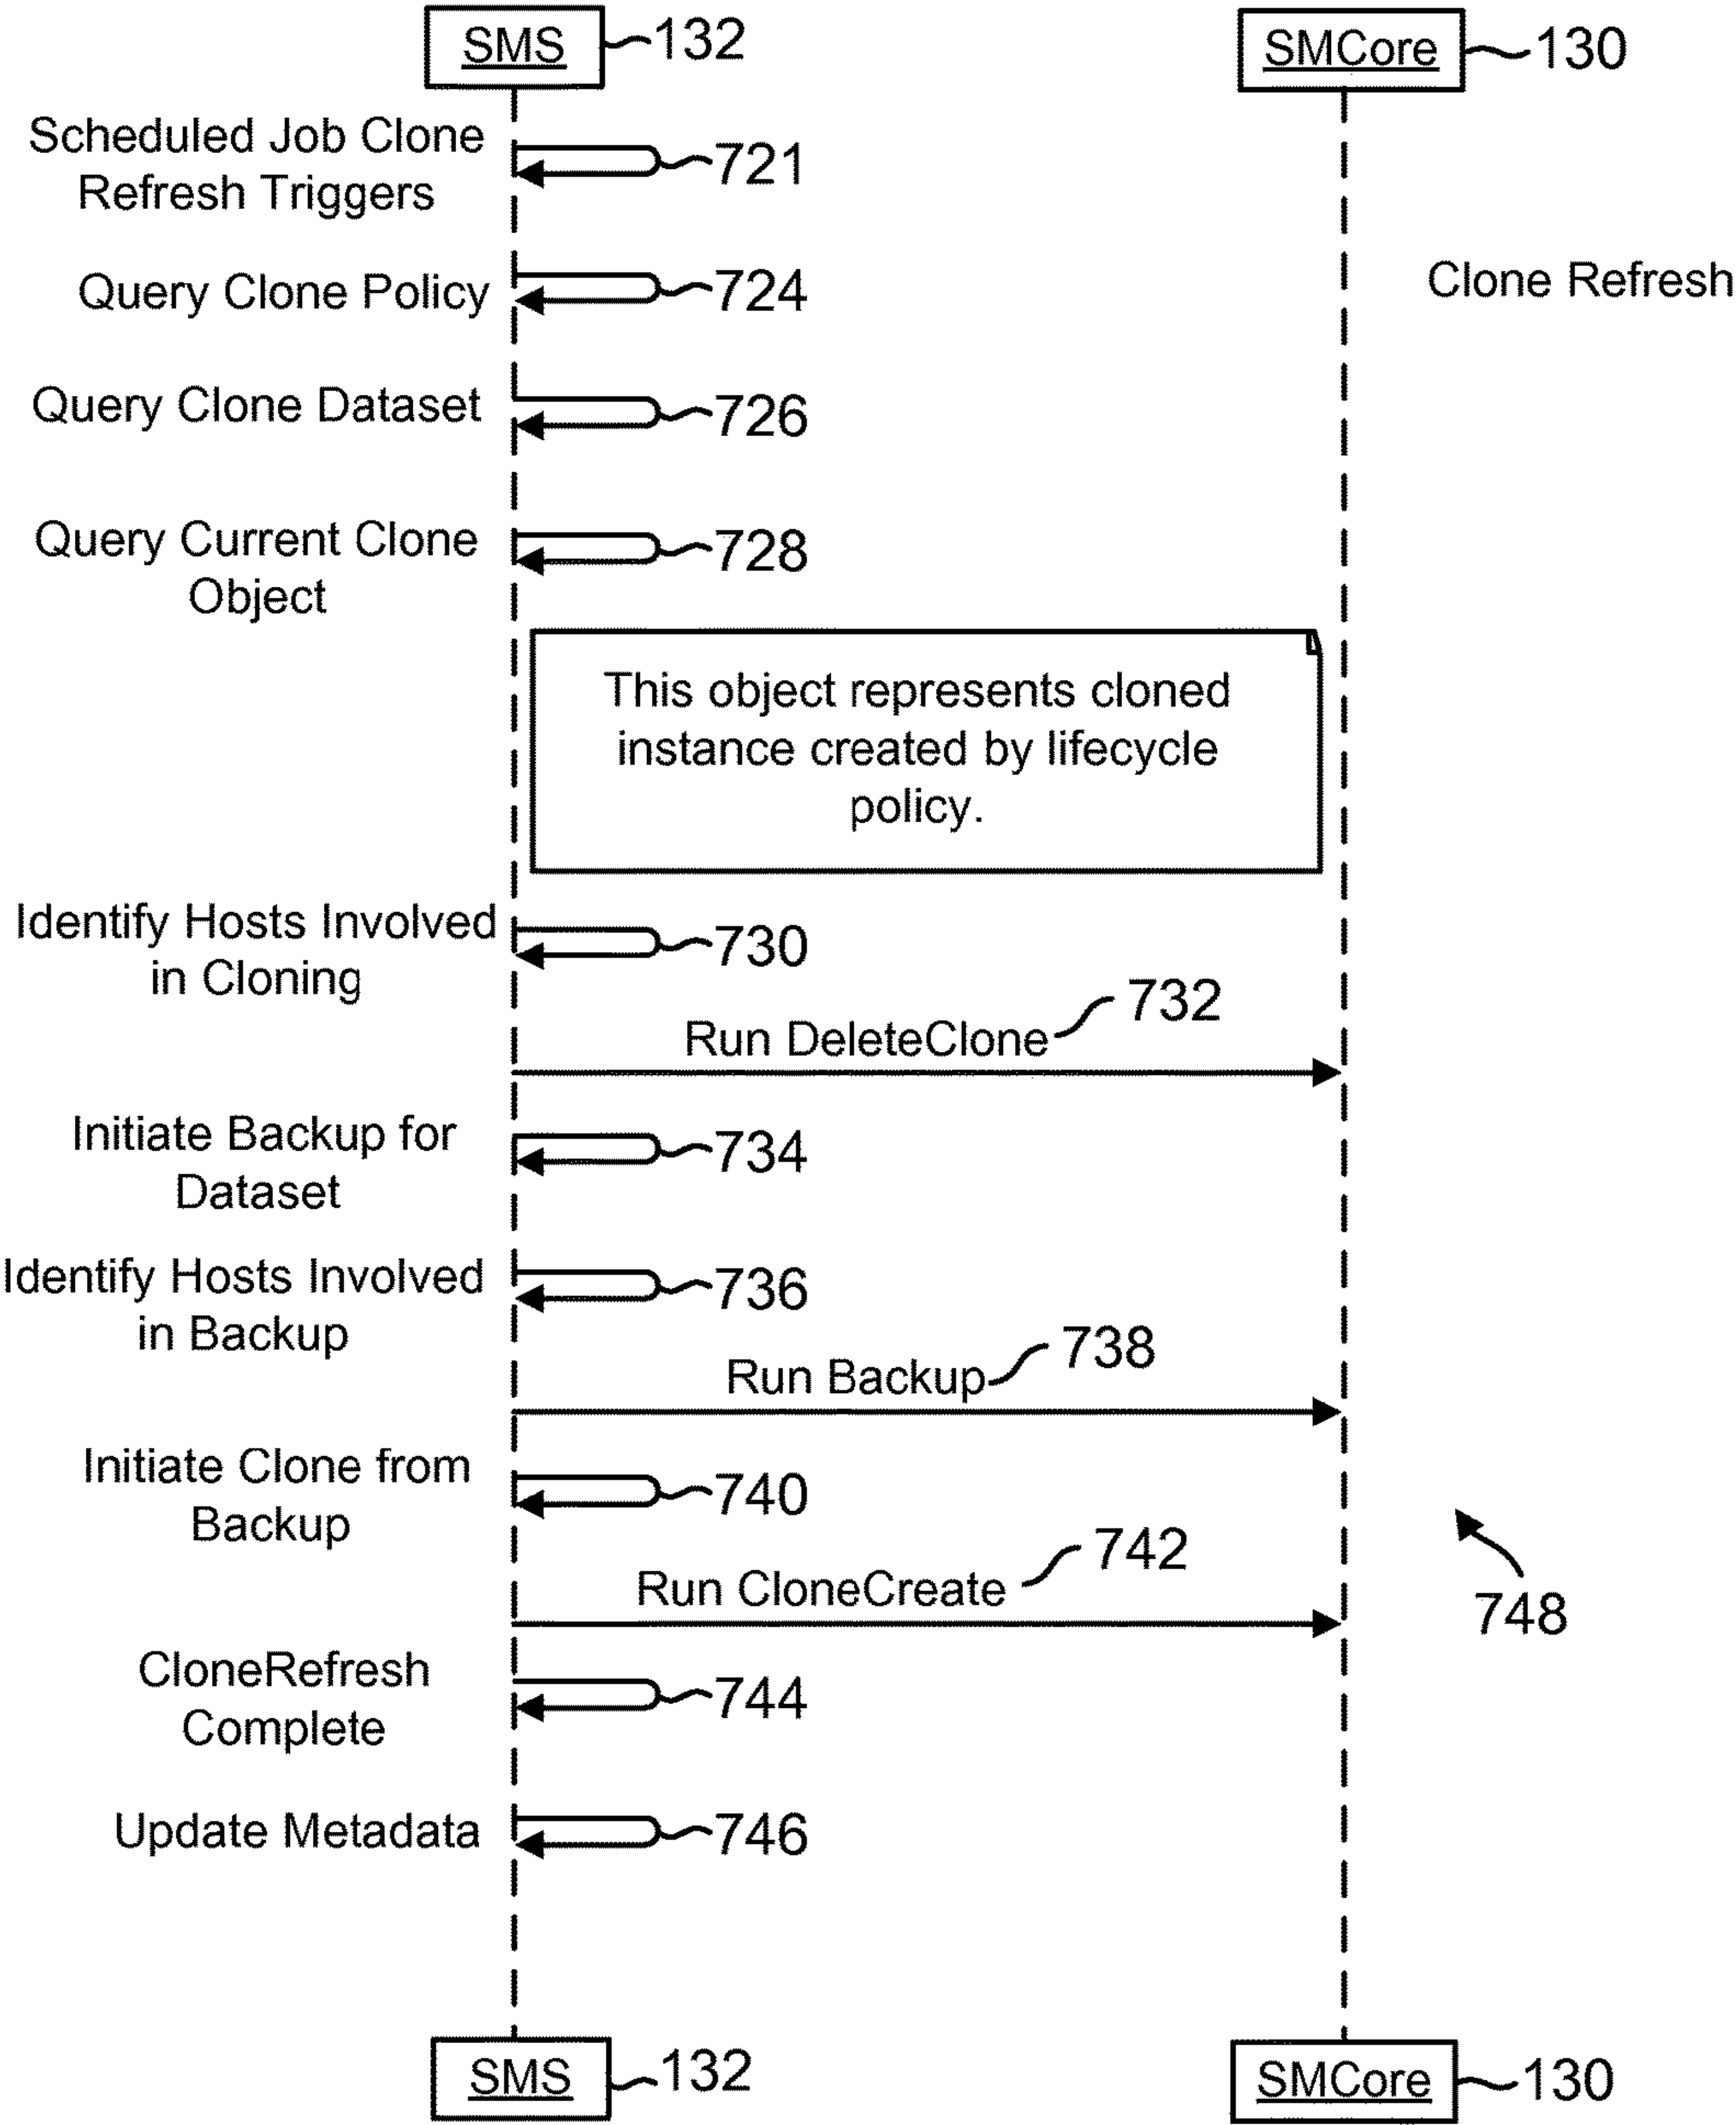 SMS 132 SMCore 130
Scheduled Job Clone
Refresh Triggers
721
Query Clone Policy 724 Clone Refresh
Query Clone Dataset 726
Query Current Clone
Object
728
This object represents cloned
instance created by lifecycle
policy.
Identify Hosts Involved
in Cloning
730
Run DeleteClone 732
Initiate Backup for
Dataset
734
Identify Hosts Involved
in Backup
736
Run Backup 738
Initiate Clone from
Backup
740
Run CloneCreate 742
748
CloneRefresh
Complete
744
Update Metadata 746
SMS 132 SMCore 130